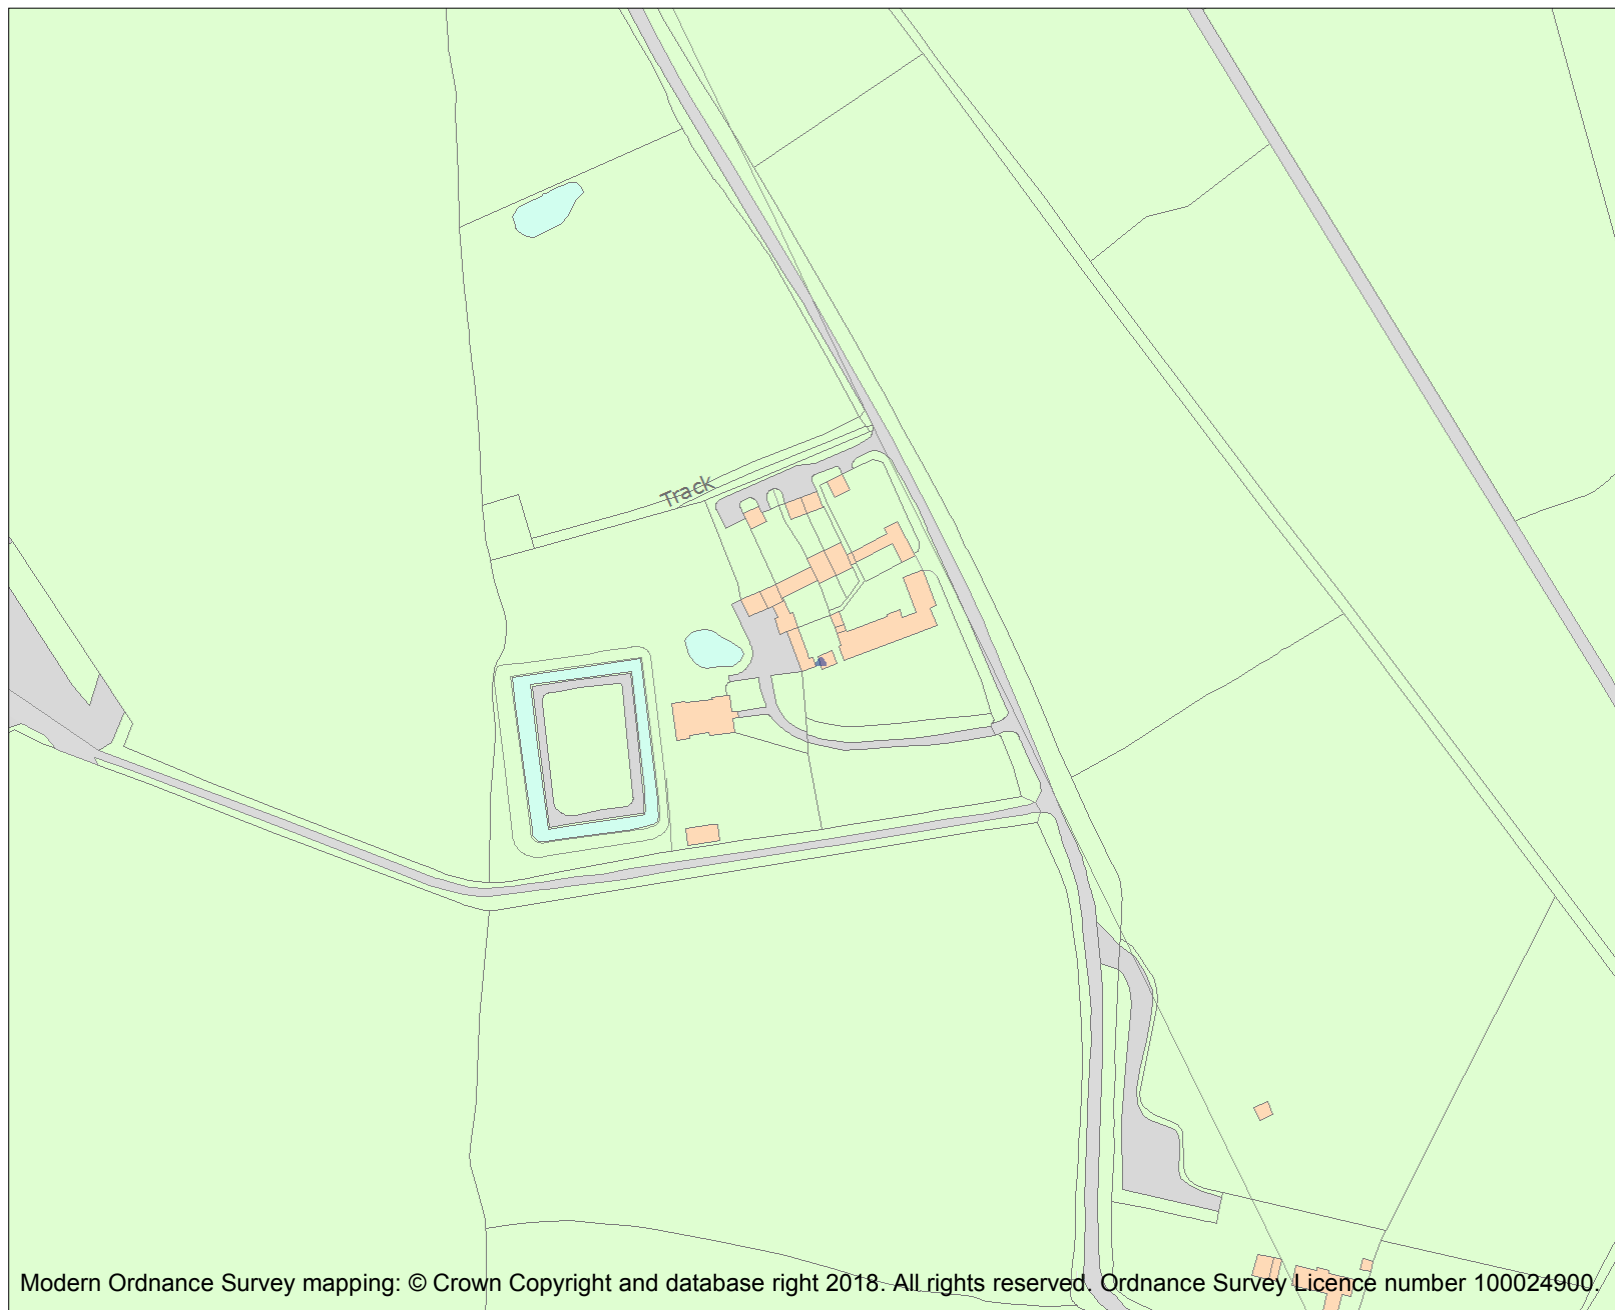 Track
Modern Ordnance Survey mapping: © Crown Copyright and database right 2018. All rights reserved. Ordnance Survey Licence number 100024900.